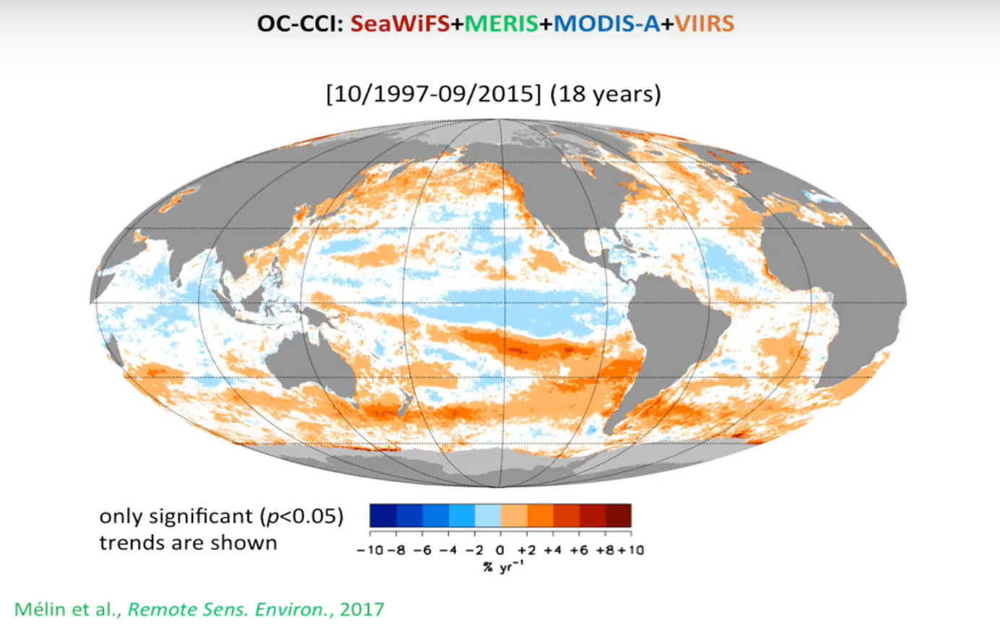 OC-CCI: SeaWiFS+MERIS+MODIS-A+VIIRS
[10/1997-09/2015] (18 years)
only significant (p<0.05)
trends are shown
−10 −8 −6 −4 −2 0 +2 +4 +6 +8 +10
% yr⁻¹
Mélin et al., Remote Sens. Environ., 2017